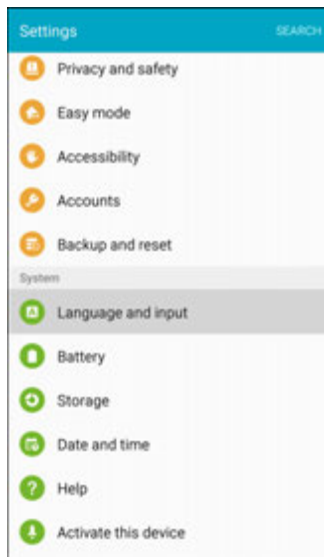 Settings
SEARCH
Privacy and safety
Easy mode
Accessibility
Accounts
Backup and reset
System
Language and input
Battery
Storage
Date and time
Help
Activate this device